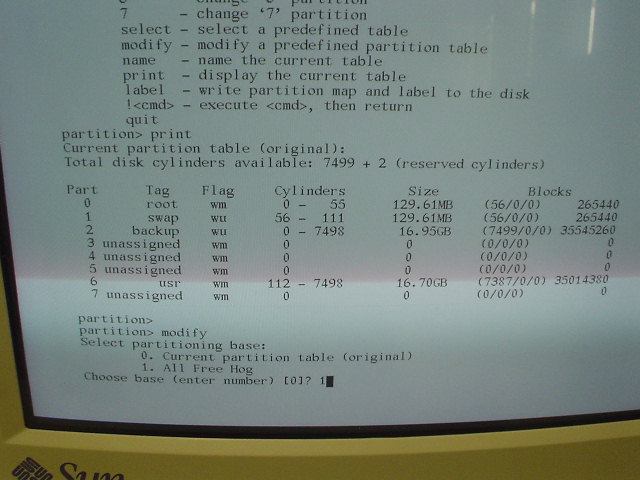 6 - change '6' partition
7 - change '7' partition
select - select a predefined table
modify - modify a predefined partition table
name - name the current table
print - display the current table
label - write partition map and label to the disk
!<cmd> - execute <cmd>, then return
quit
partition> print
Current partition table (original):
Total disk cylinders available: 7499 + 2 (reserved cylinders)
Part Tag Flag Cylinders Size Blocks
0 root wm 0 - 55 129.61MB (56/0/0) 265440
1 swap wu 56 - 111 129.61MB (56/0/0) 265440
2 backup wu 0 - 7498 16.95GB (7499/0/0) 35545260
3 unassigned wm 0 0 (0/0/0) 0
4 unassigned wm 0 0 (0/0/0) 0
5 unassigned wm 0 0 (0/0/0) 0
6 usr wm 112 - 7498 16.70GB (7387/0/0) 35014380
7 unassigned wm 0 0 (0/0/0) 0
partition>
partition> modify
Select partitioning base:
0. Current partition table (original)
1. All Free Hog
Choose base (enter number) [0]? 1
Sun